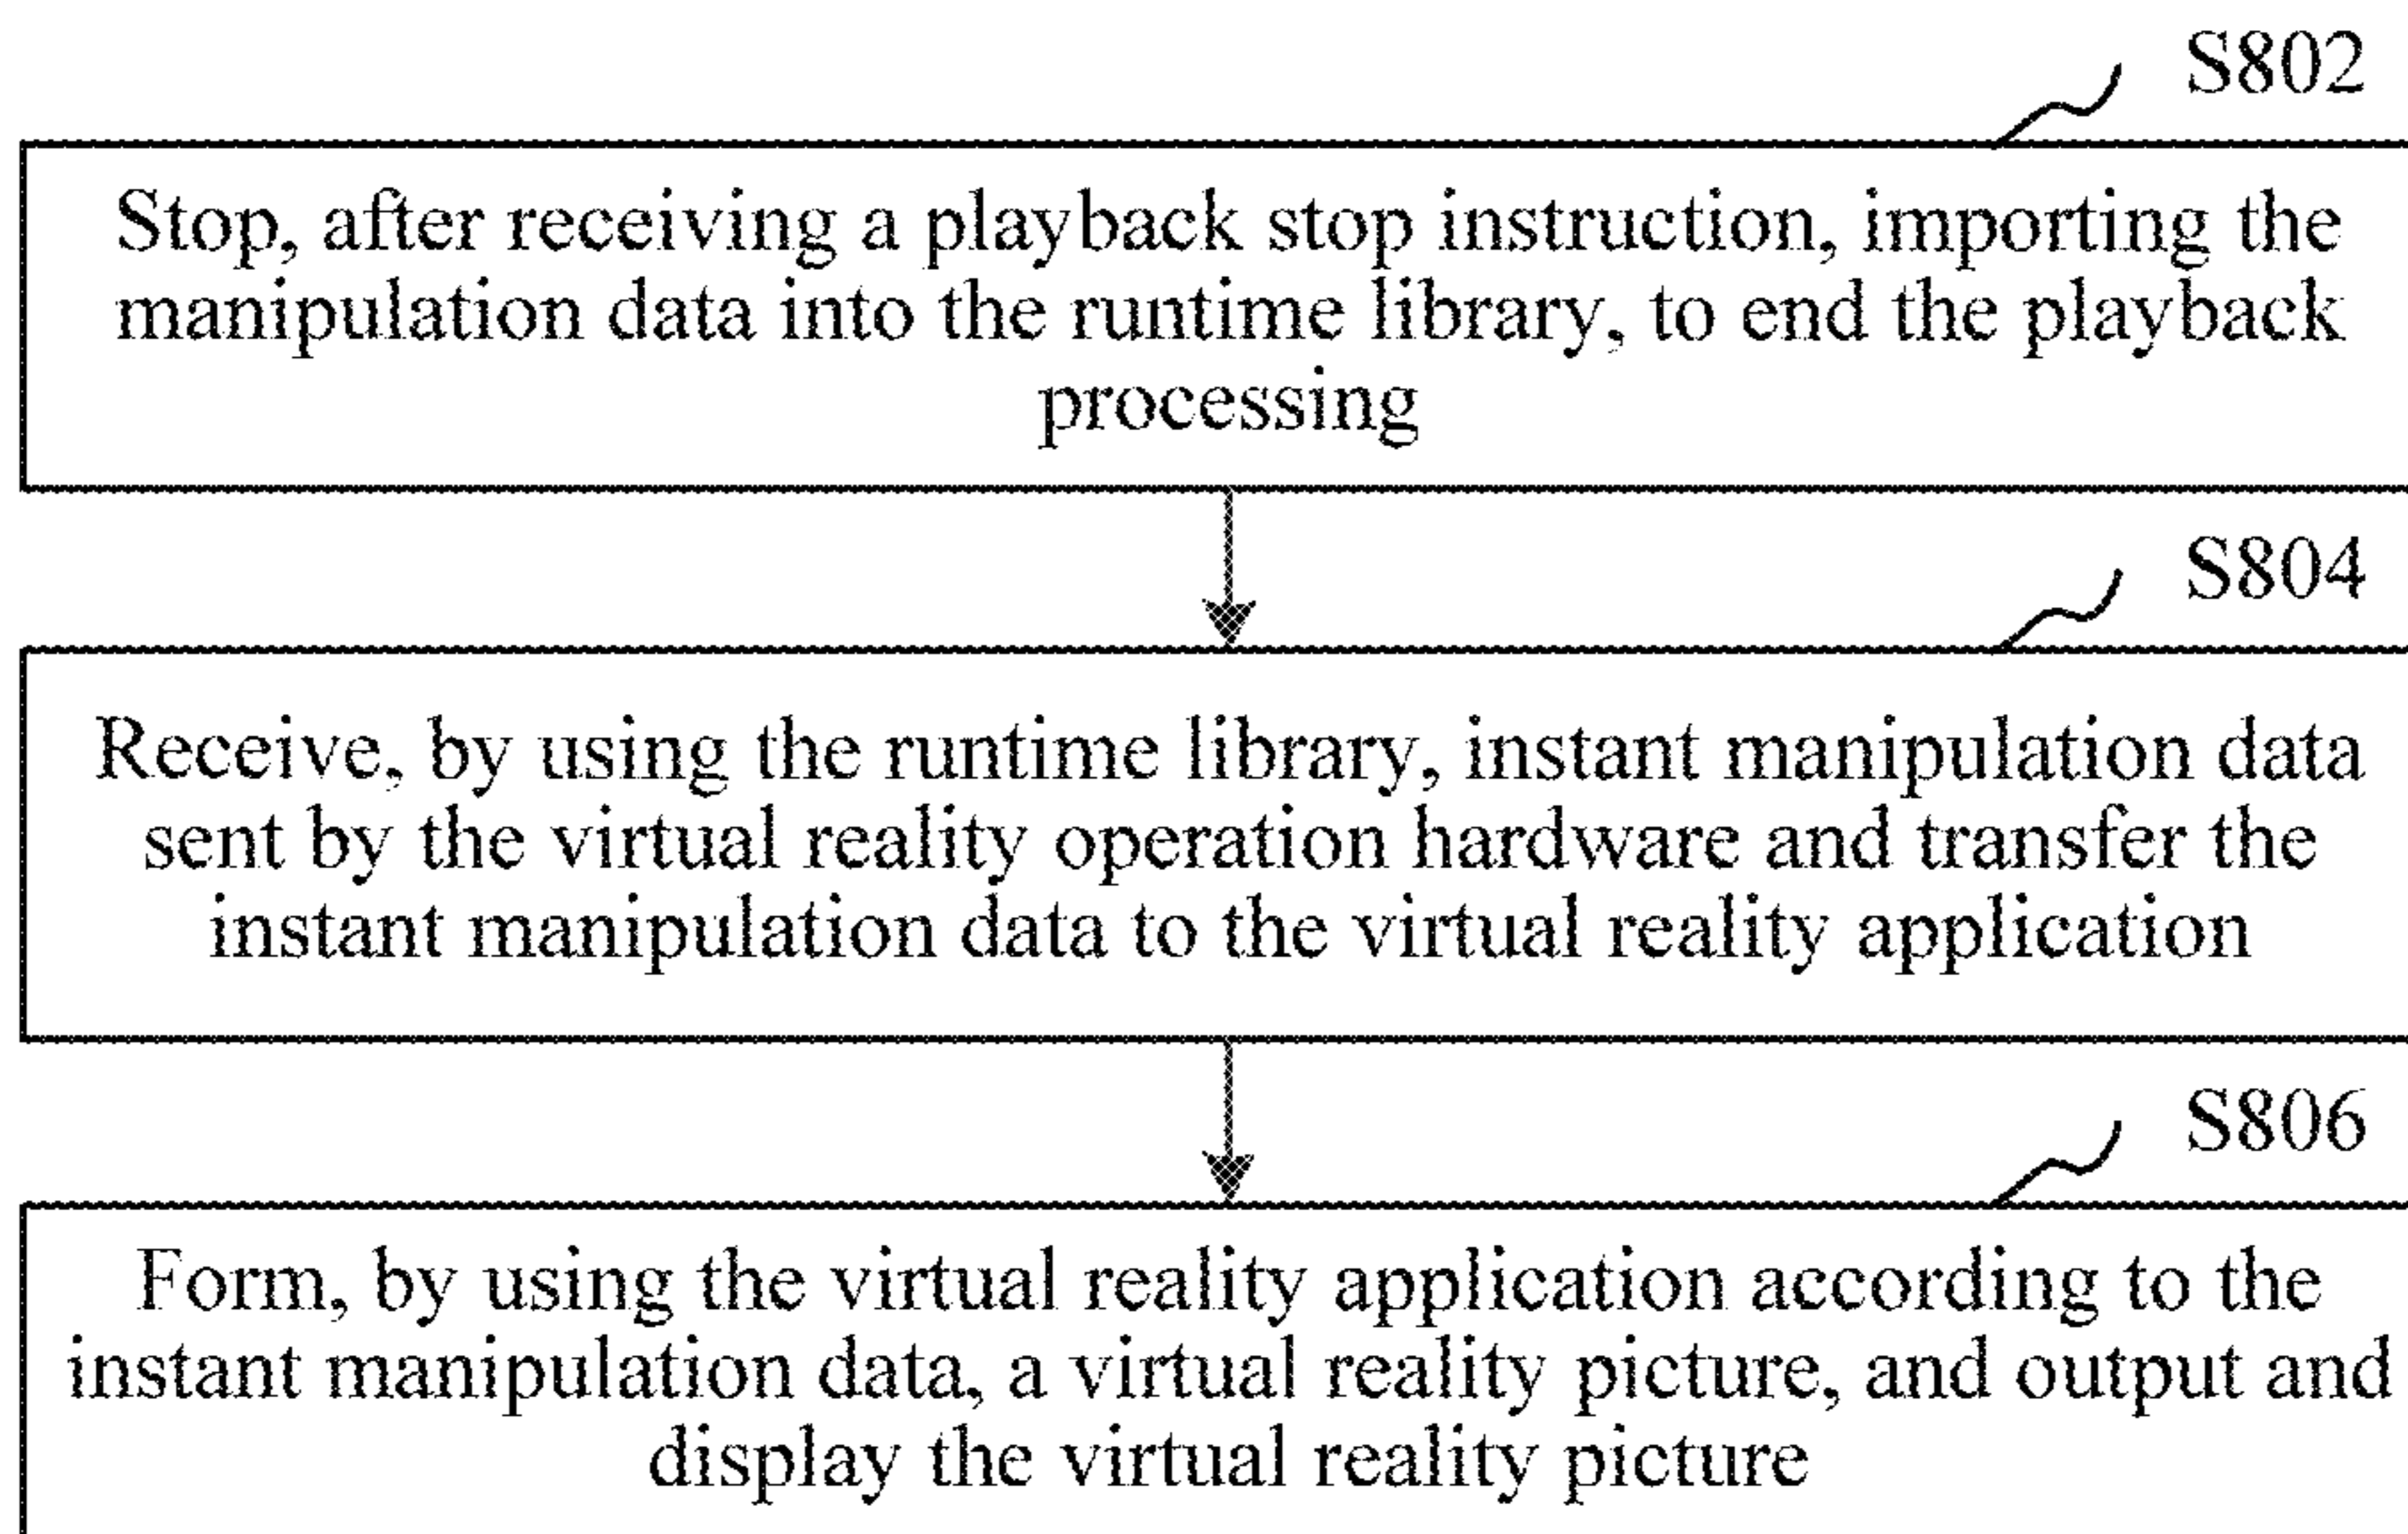 S802
Stop, after receiving a playback stop instruction, importing the
manipulation data into the runtime library, to end the playback
processing
S804
Receive, by using the runtime library, instant manipulation data
sent by the virtual reality operation hardware and transfer the
instant manipulation data to the virtual reality application
S806
Form, by using the virtual reality application according to the
instant manipulation data, a virtual reality picture, and output and
display the virtual reality picture